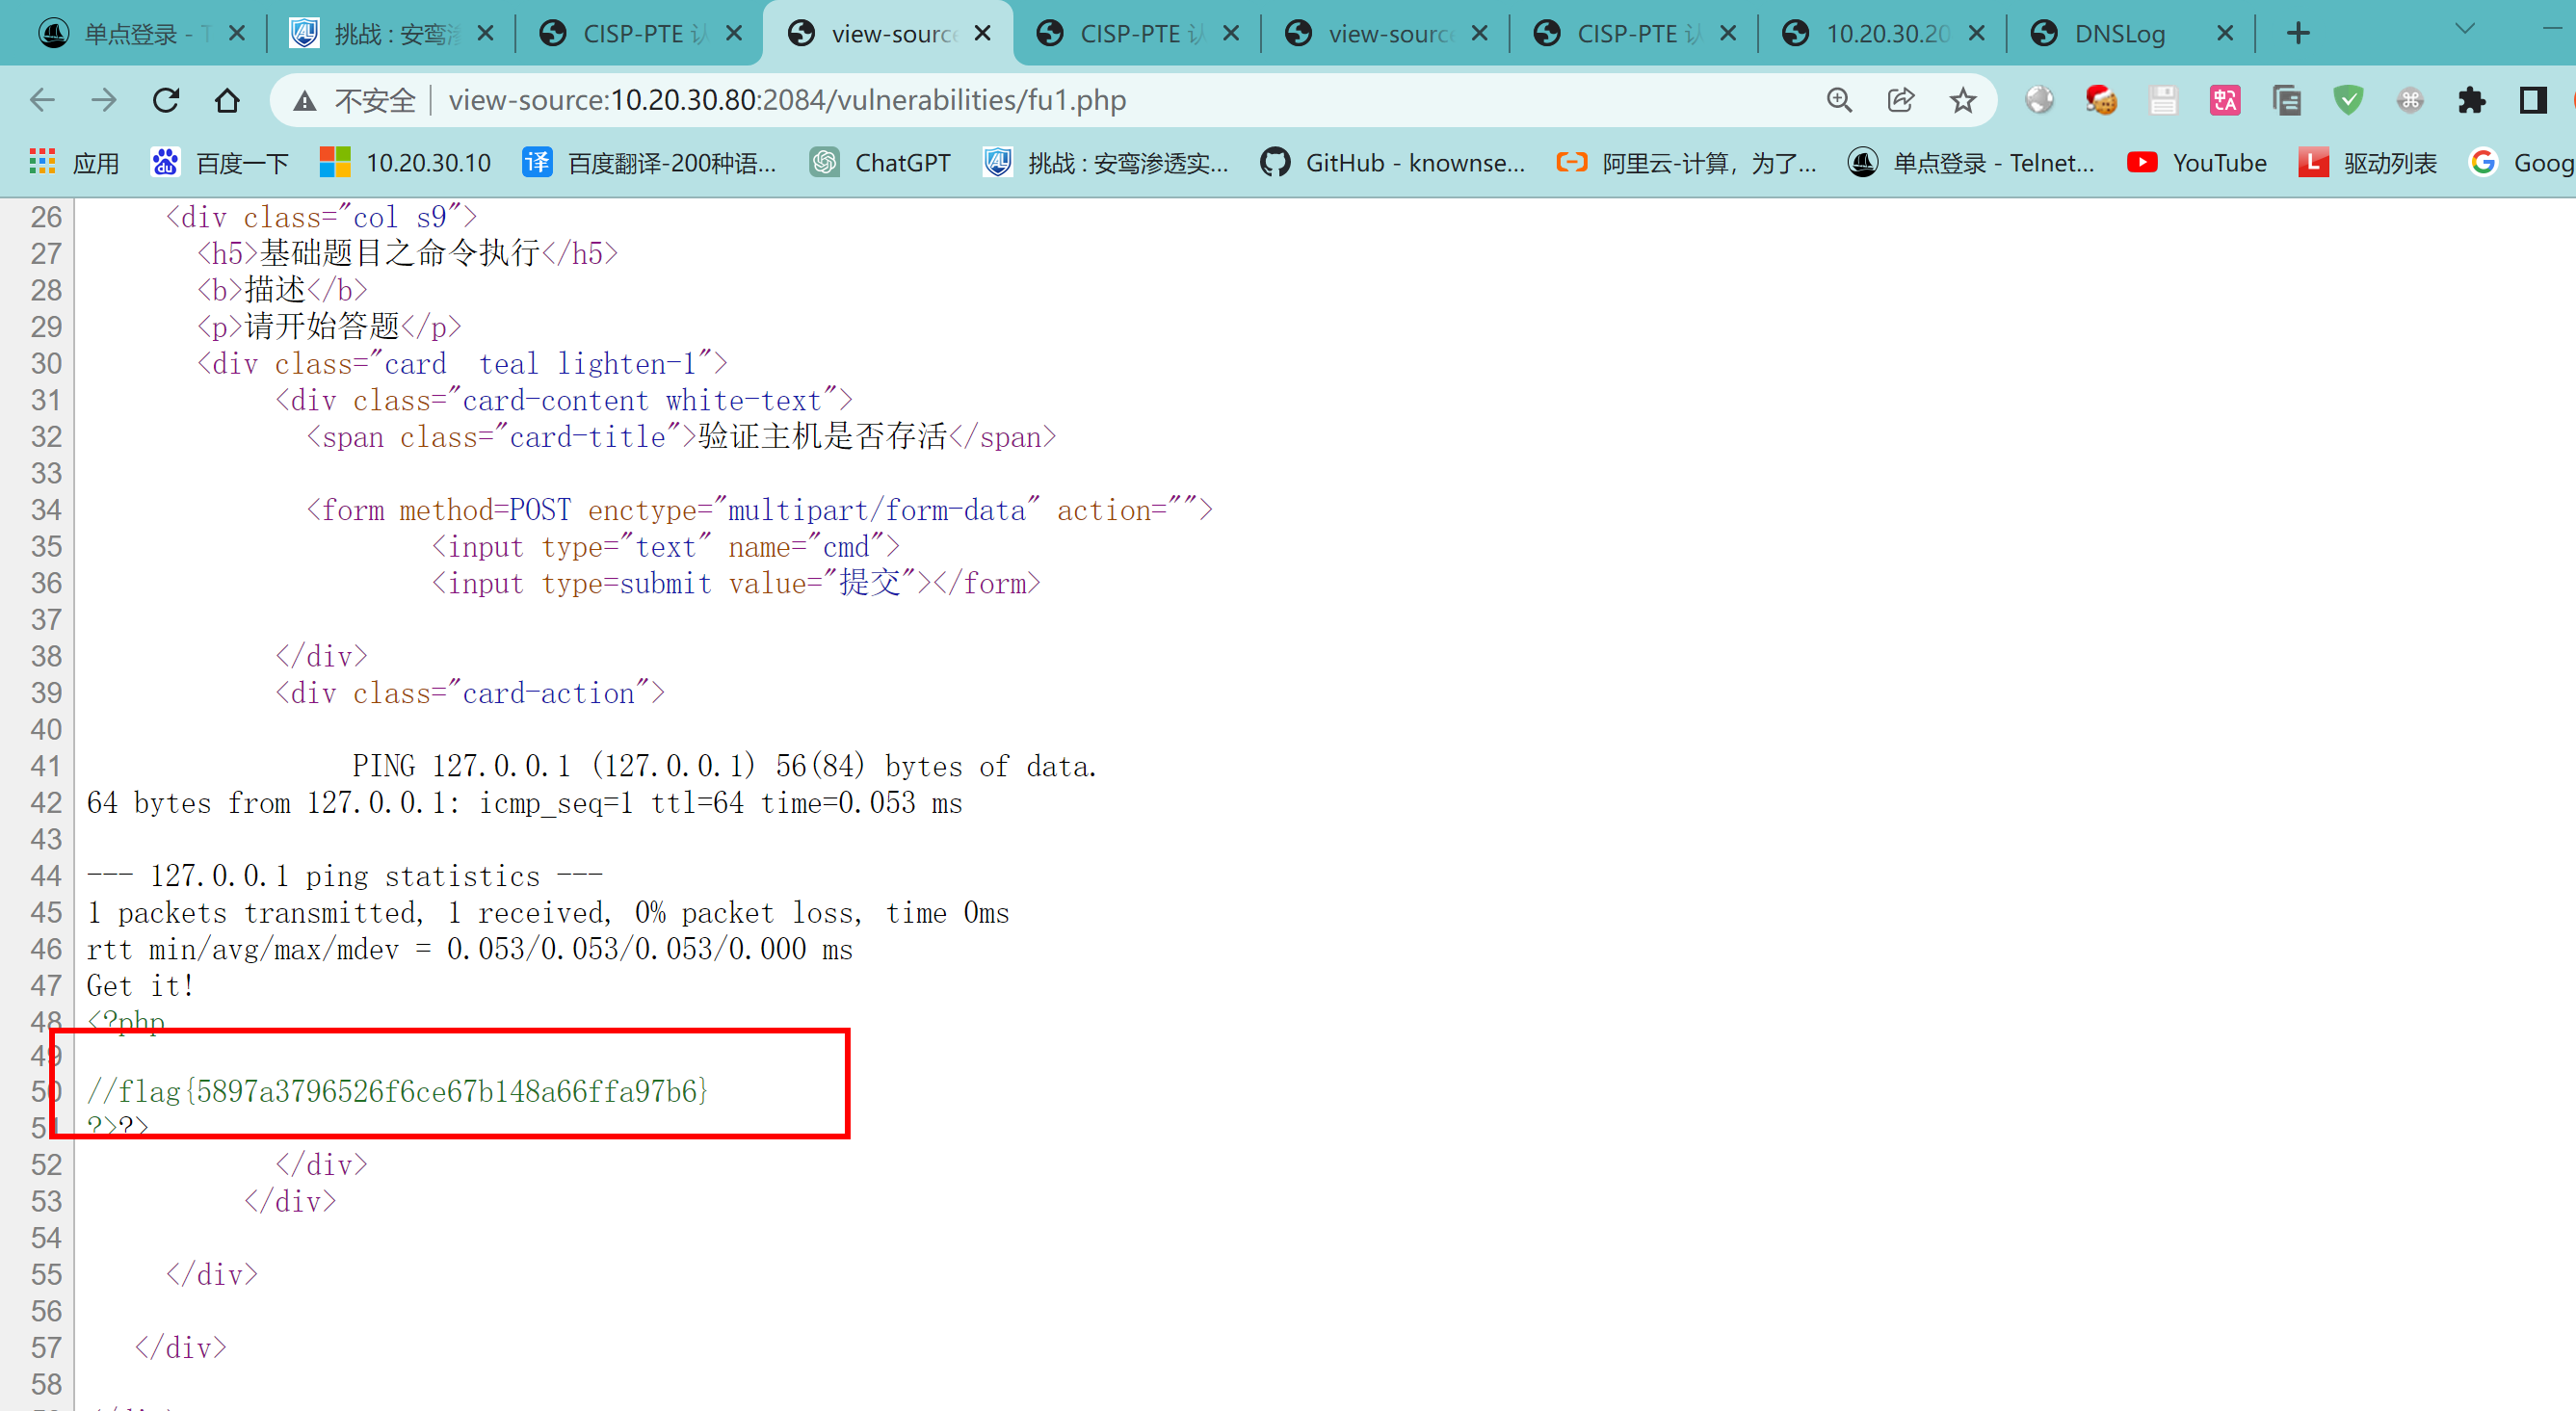 单点登录 - T
挑战 : 安鸾渗
CISP-PTE 认
view-source
CISP-PTE 认
view-source
CISP-PTE 认
10.20.30.20
DNSLog
不安全
view-source:10.20.30.80:2084/vulnerabilities/fu1.php
应用
百度一下
10.20.30.10
译 百度翻译-200种语...
ChatGPT
挑战 : 安鸾渗透实...
GitHub - knownse...
阿里云-计算，为了...
单点登录 - Telnet...
YouTube
驱动列表
Goog
26 <div class="col s9">
27 <h5>基础题目之命令执行</h5>
28 <b>描述</b>
29 <p>请开始答题</p>
30 <div class="card  teal lighten-1">
31 <div class="card-content white-text">
32 <span class="card-title">验证主机是否存活</span>
33
34 <form method=POST enctype="multipart/form-data" action="">
35 <input type="text" name="cmd">
36 <input type=submit value="提交"></form>
37
38 </div>
39 <div class="card-action">
40
41 PING 127.0.0.1 (127.0.0.1) 56(84) bytes of data.
42 64 bytes from 127.0.0.1: icmp_seq=1 ttl=64 time=0.053 ms
43
44 --- 127.0.0.1 ping statistics ---
45 1 packets transmitted, 1 received, 0% packet loss, time 0ms
46 rtt min/avg/max/mdev = 0.053/0.053/0.053/0.000 ms
47 Get it!
48 <?php
49
50 //flag{5897a3796526f6ce67b148a66ffa97b6}
51 ?>?>
52 </div>
53 </div>
54
55 </div>
56
57 </div>
58